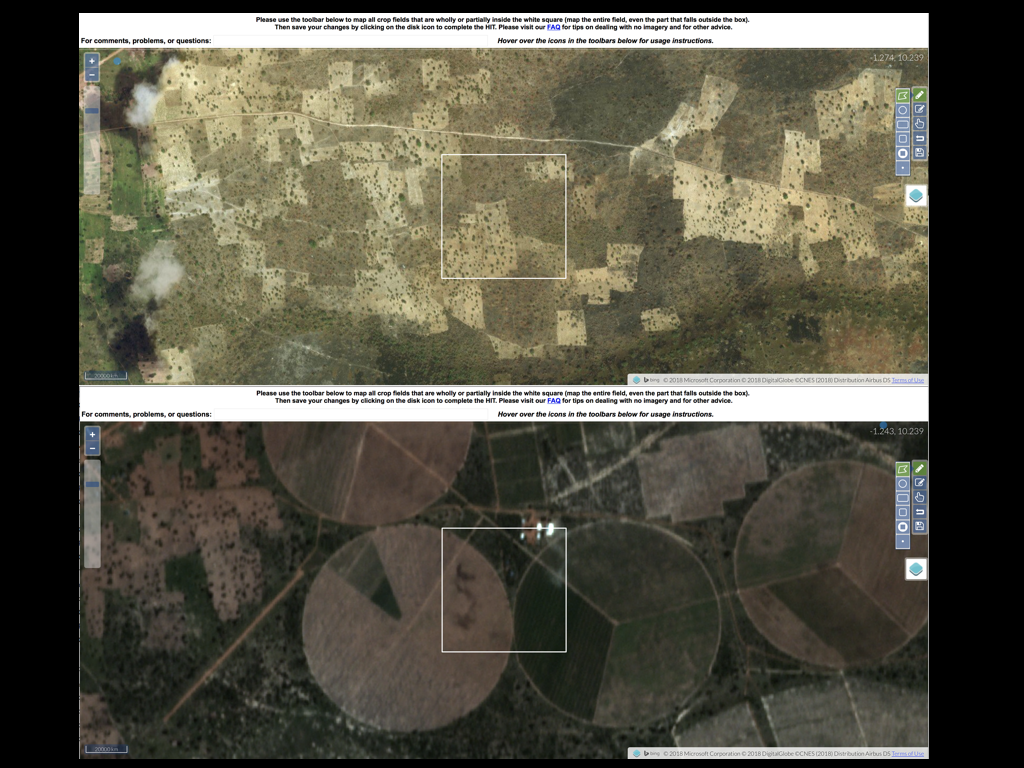 Please use the toolbar below to map all crop fields that are wholly or partially inside the white square (map the entire field, even the part that falls outside the box).
Then save your changes by clicking on the disk icon to complete the HIT. Please visit our FAQ for tips on dealing with no imagery and for other advice.
For comments, problems, or questions: Hover over the icons in the toolbars below for usage instructions.
+
-1.274, 10.239
−
bing © 2018 Microsoft Corporation © 2018 DigitalGlobe ©CNES (2018) Distribution Airbus DS Terms of Use
Please use the toolbar below to map all crop fields that are wholly or partially inside the white square (map the entire field, even the part that falls outside the box).
Then save your changes by clicking on the disk icon to complete the HIT. Please visit our FAQ for tips on dealing with no imagery and for other advice.
For comments, problems, or questions: Hover over the icons in the toolbars below for usage instructions.
+
-1.243, 10.239
−
bing © 2018 Microsoft Corporation © 2018 DigitalGlobe ©CNES (2018) Distribution Airbus DS Terms of Use